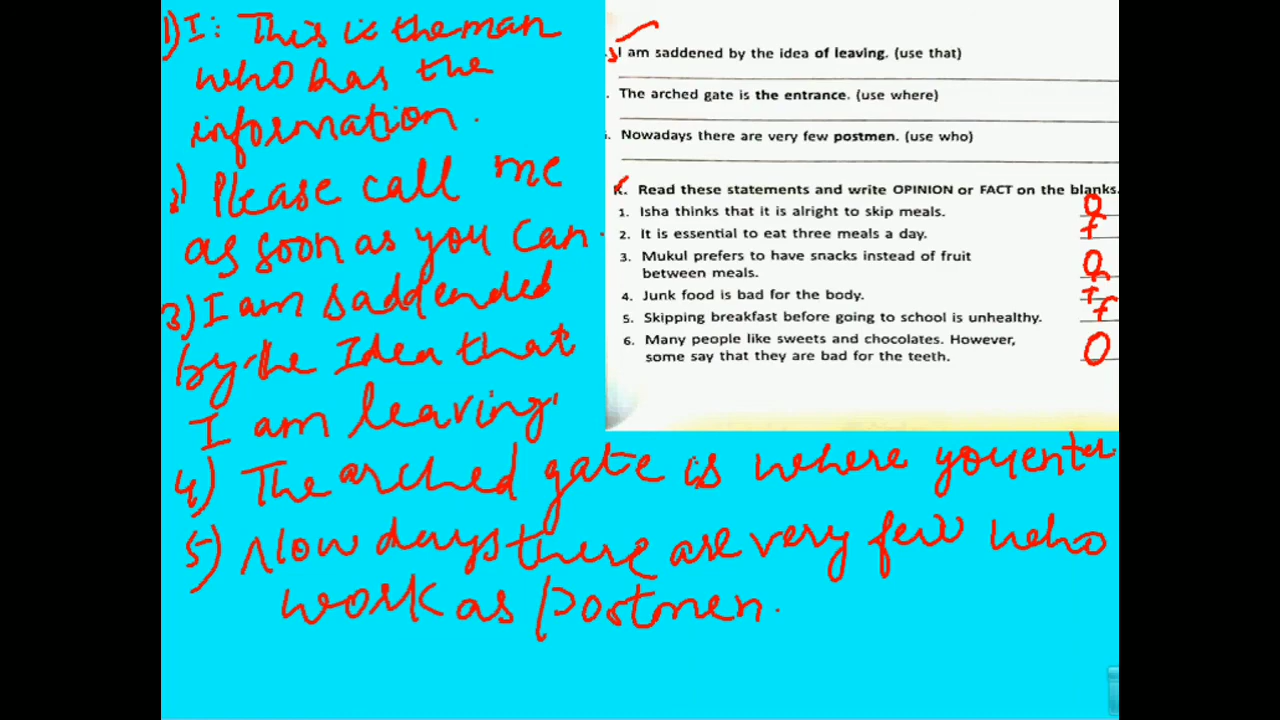 1) I: This is the man
who has the
information.
2) Please call me
as soon as you can.
3) I am saddended
by the Idea that
I am leaving
4) The arched gate is where you enter
5) Now days there are very few who
work as postmen.
I am saddened by the idea of leaving. (use that)
The arched gate is the entrance. (use where)
Nowadays there are very few postmen. (use who)
K. Read these statements and write OPINION or FACT on the blanks.
1. Isha thinks that it is alright to skip meals. O
2. It is essential to eat three meals a day. F
3. Mukul prefers to have snacks instead of fruit
between meals. O
4. Junk food is bad for the body. F
5. Skipping breakfast before going to school is unhealthy. F
6. Many people like sweets and chocolates. However,
some say that they are bad for the teeth. O